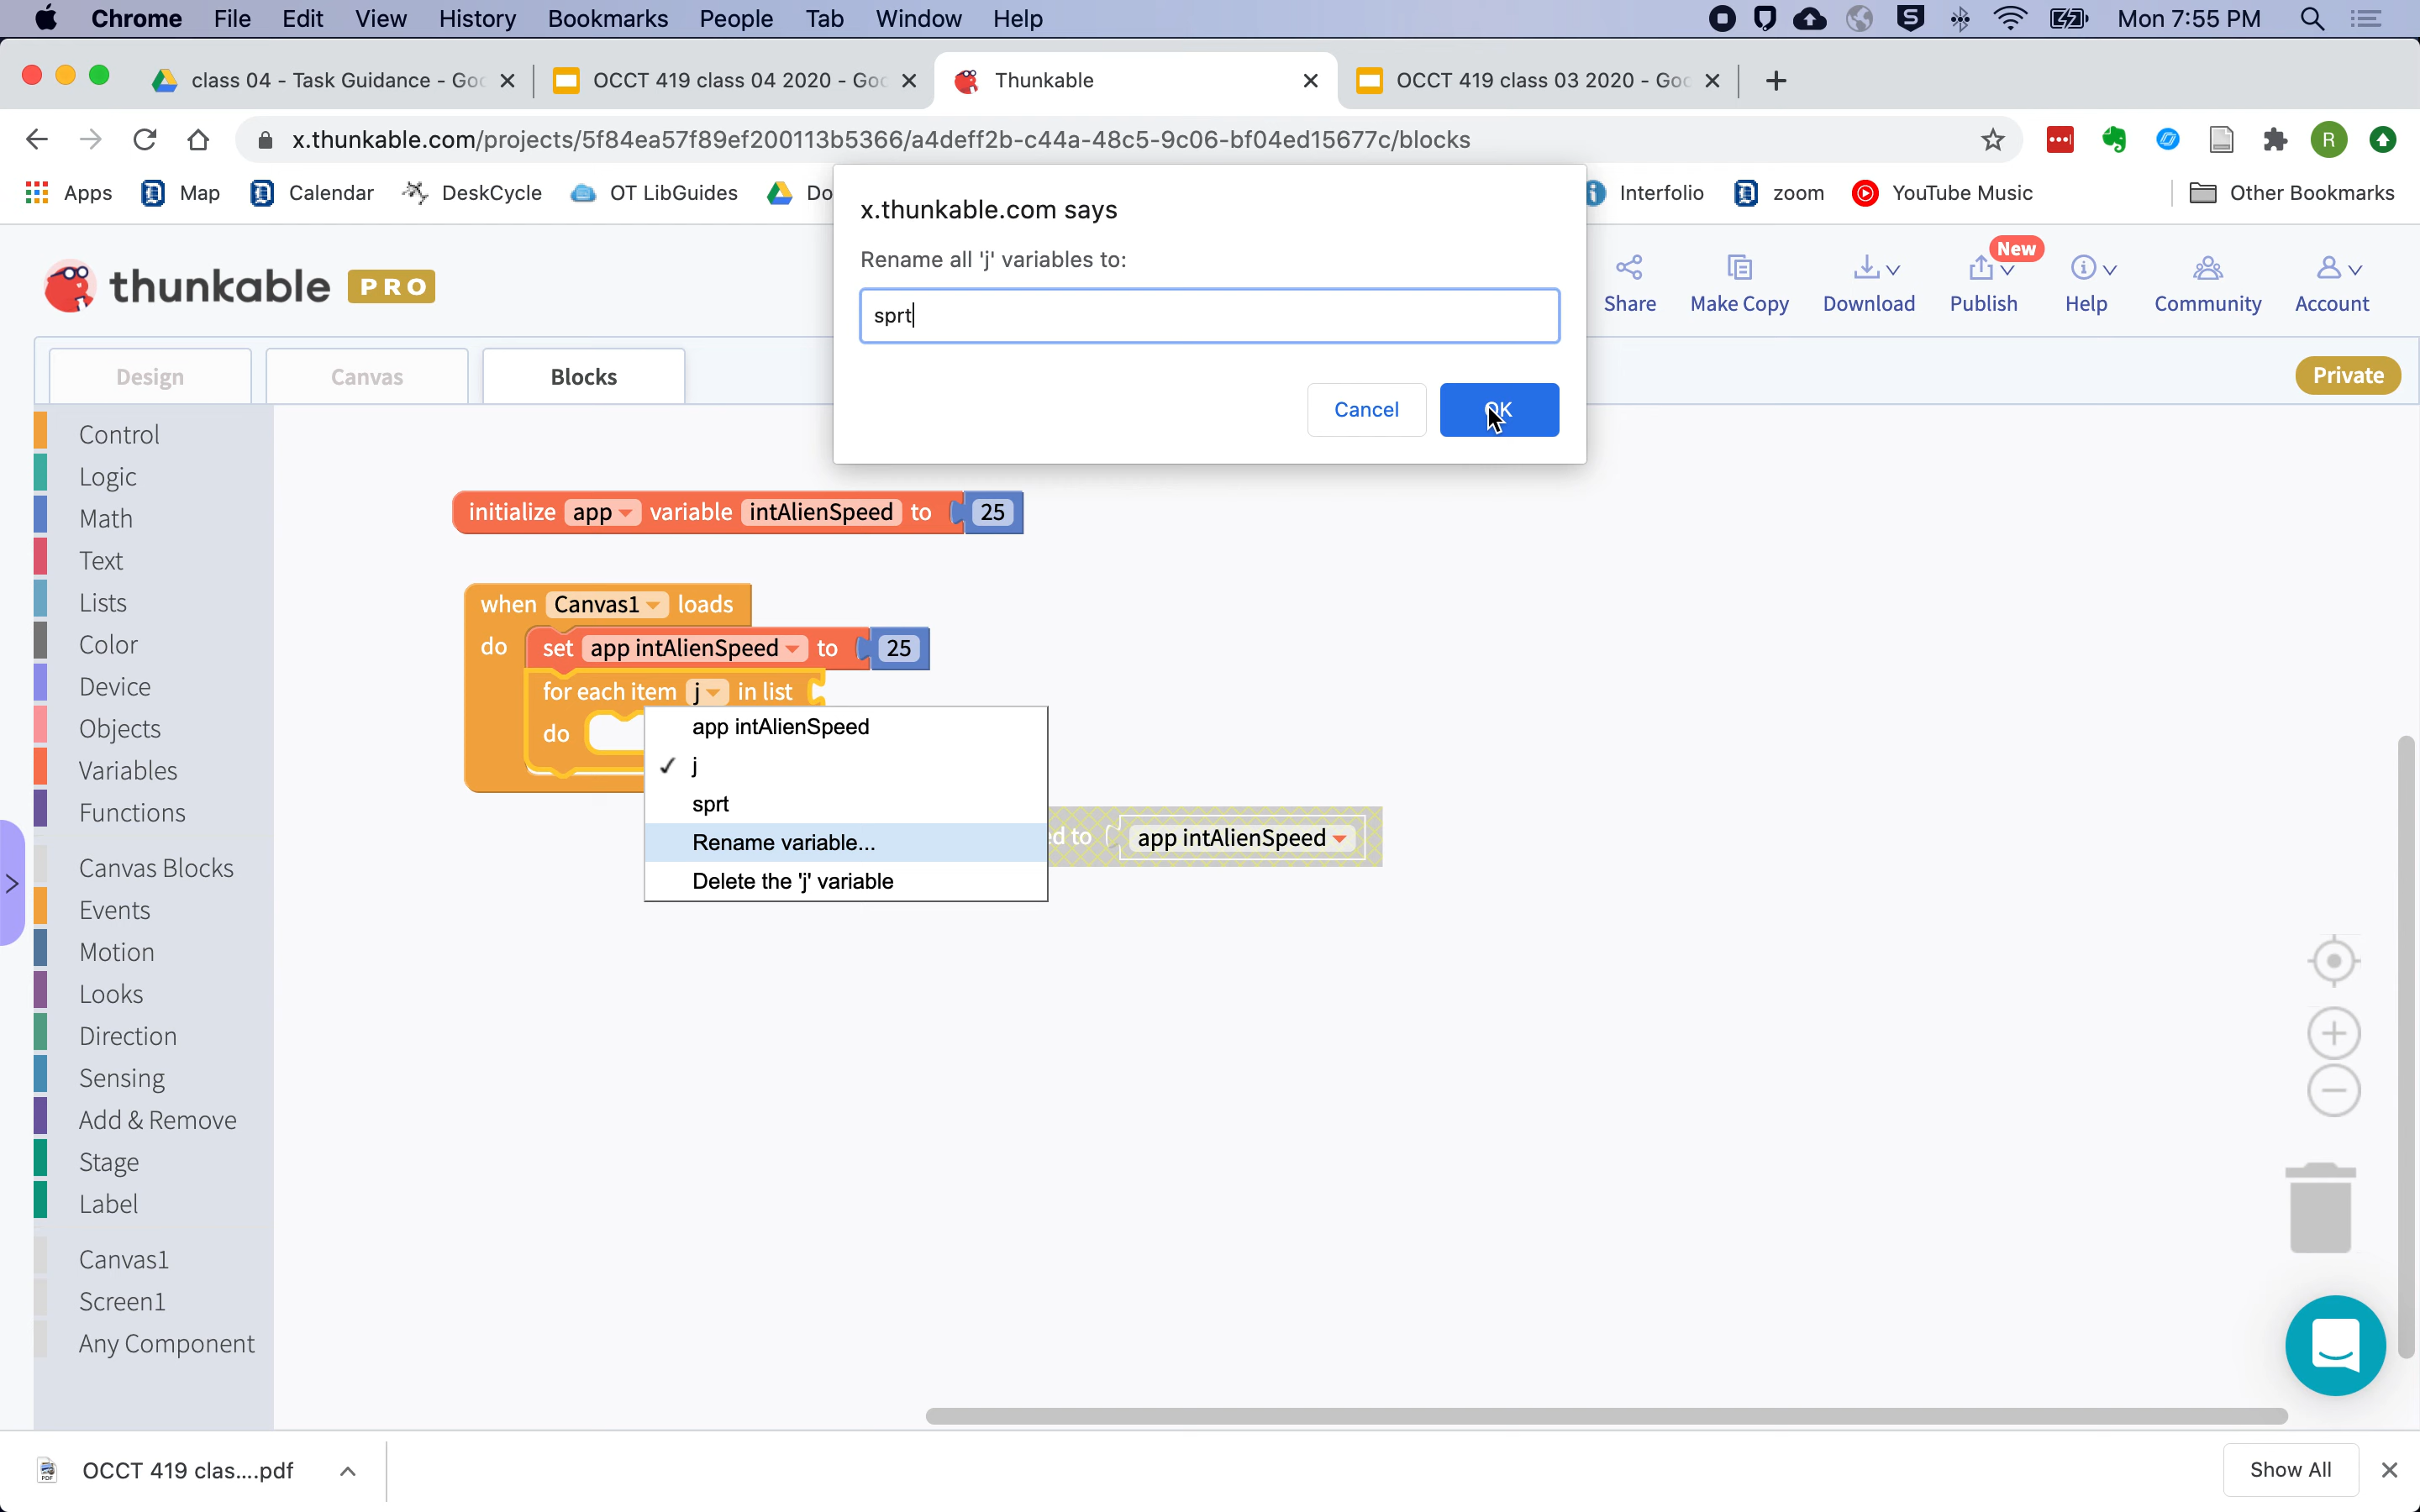 Chrome File Edit View History Bookmarks People Tab Window Help Mon 7:55 PM
class 04 - Task Guidance - Goo OCCT 419 class 04 2020 - Goo Thunkable OCCT 419 class 03 2020 - Goo
x.thunkable.com/projects/5f84ea57f89ef200113b5366/a4deff2b-c44a-48c5-9c06-bf04ed15677c/blocks R
Apps Map Calendar DeskCycle OT LibGuides Do Interfolio zoom YouTube Music Other Bookmarks
x.thunkable.com says
Rename all 'j' variables to:
sprt
Cancel OK
thunkable PRO
New
Share Make Copy Download Publish Help Community Account
Design Canvas Blocks Private
Control
Logic
Math
Text
Lists
Color
Device
Objects
Variables
Functions
Canvas Blocks
Events
Motion
Looks
Direction
Sensing
Add & Remove
Stage
Label
Canvas1
Screen1
Any Component
initialize app variable intAlienSpeed to 25
when Canvas1 loads
do set app intAlienSpeed to 25
for each item j in list
do
app intAlienSpeed
✓ j
sprt
Rename variable...
Delete the 'j' variable
ed to app intAlienSpeed
OCCT 419 clas....pdf Show All